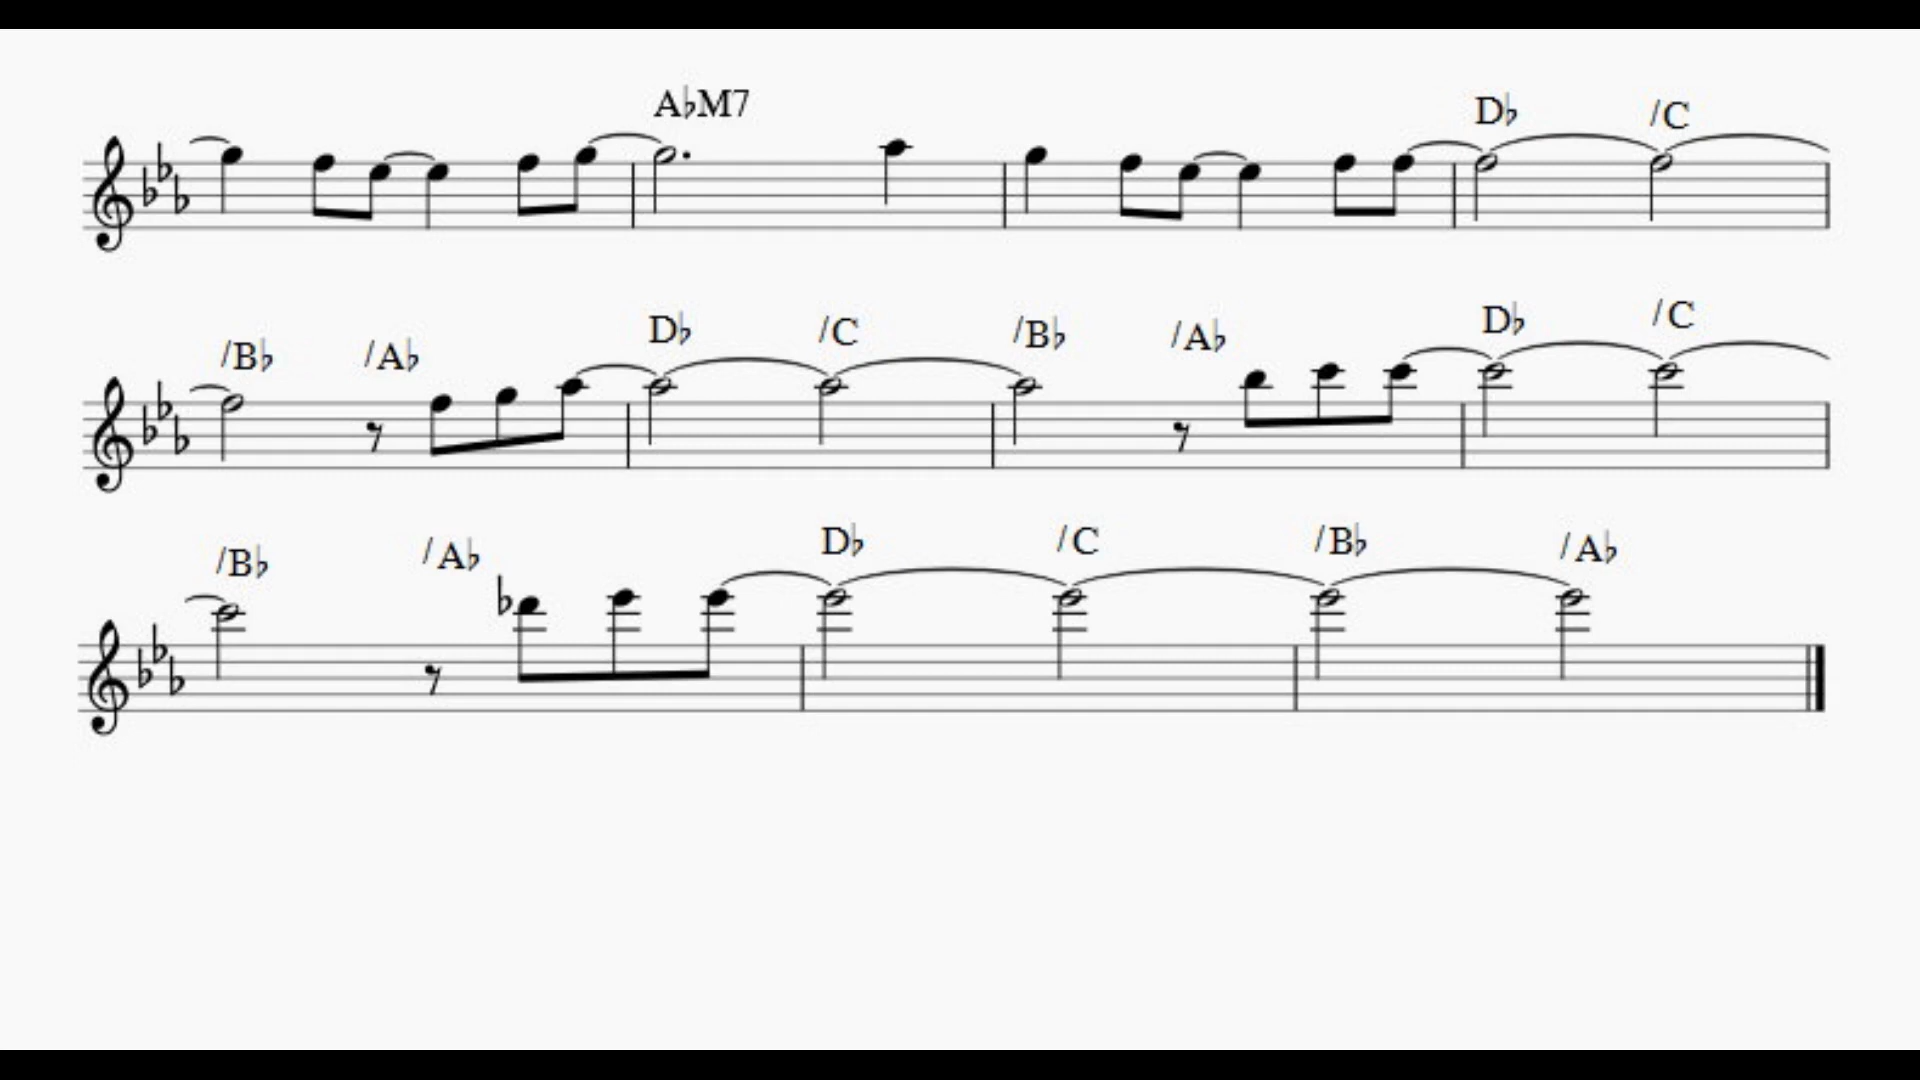 A♭M7 D♭ /C
/B♭ /A♭ D♭ /C /B♭ /A♭ D♭ /C
/B♭ /A♭ D♭ /C /B♭ /A♭